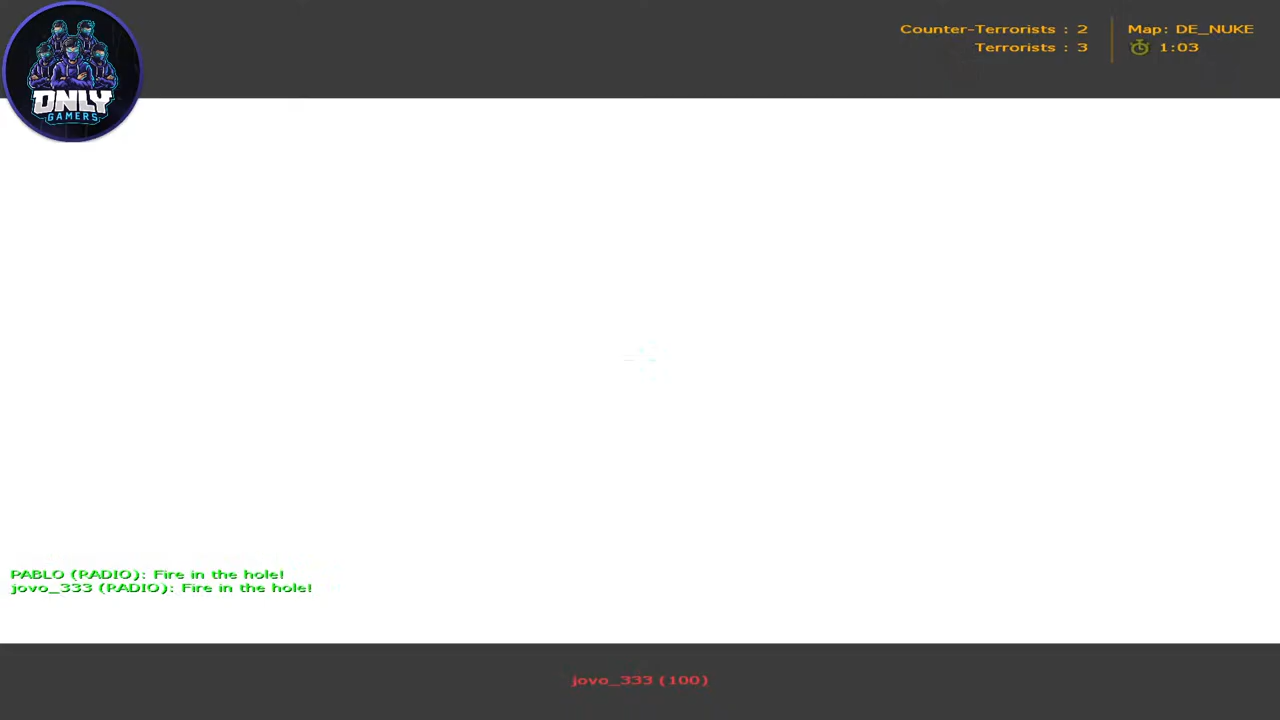 ONLY
GAMERS
Counter-Terrorists : 2
Terrorists : 3
Map: DE_NUKE
1:03
PABLO (RADIO): Fire in the hole!
jovo_333 (RADIO): Fire in the hole!
jovo_333 (100)